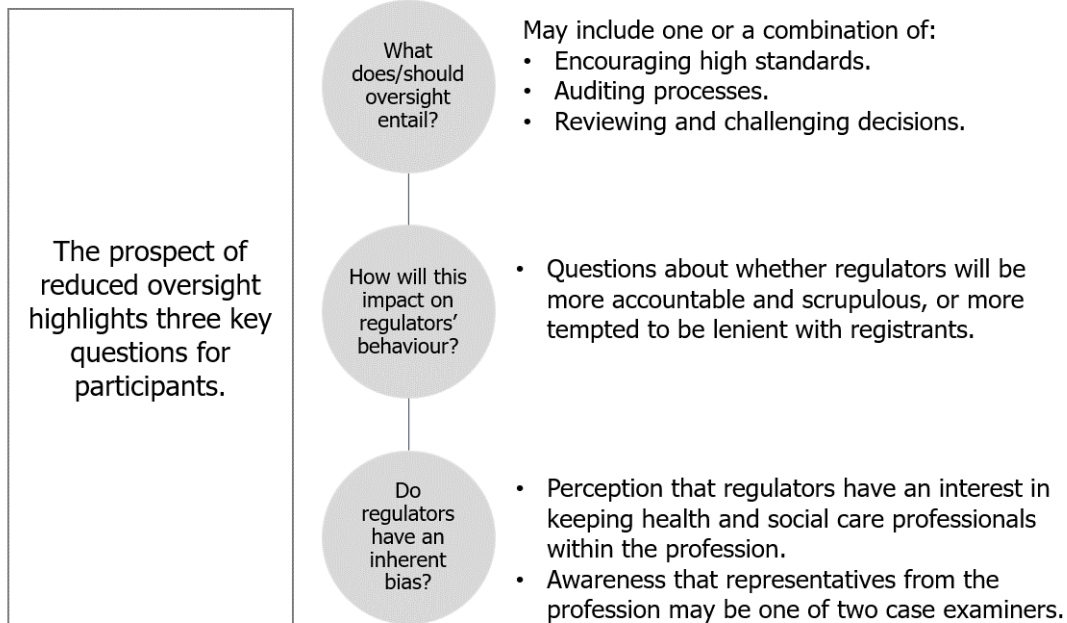 The prospect of
reduced oversight
highlights three key
questions for
participants.
What
does/should
oversight
entail?
May include one or a combination of:
• Encouraging high standards.
• Auditing processes.
• Reviewing and challenging decisions.
How will this
impact on
regulators’
behaviour?
• Questions about whether regulators will be
more accountable and scrupulous, or more
tempted to be lenient with registrants.
Do
regulators
have an
inherent
bias?
• Perception that regulators have an interest in
keeping health and social care professionals
within the profession.
• Awareness that representatives from the
profession may be one of two case examiners.